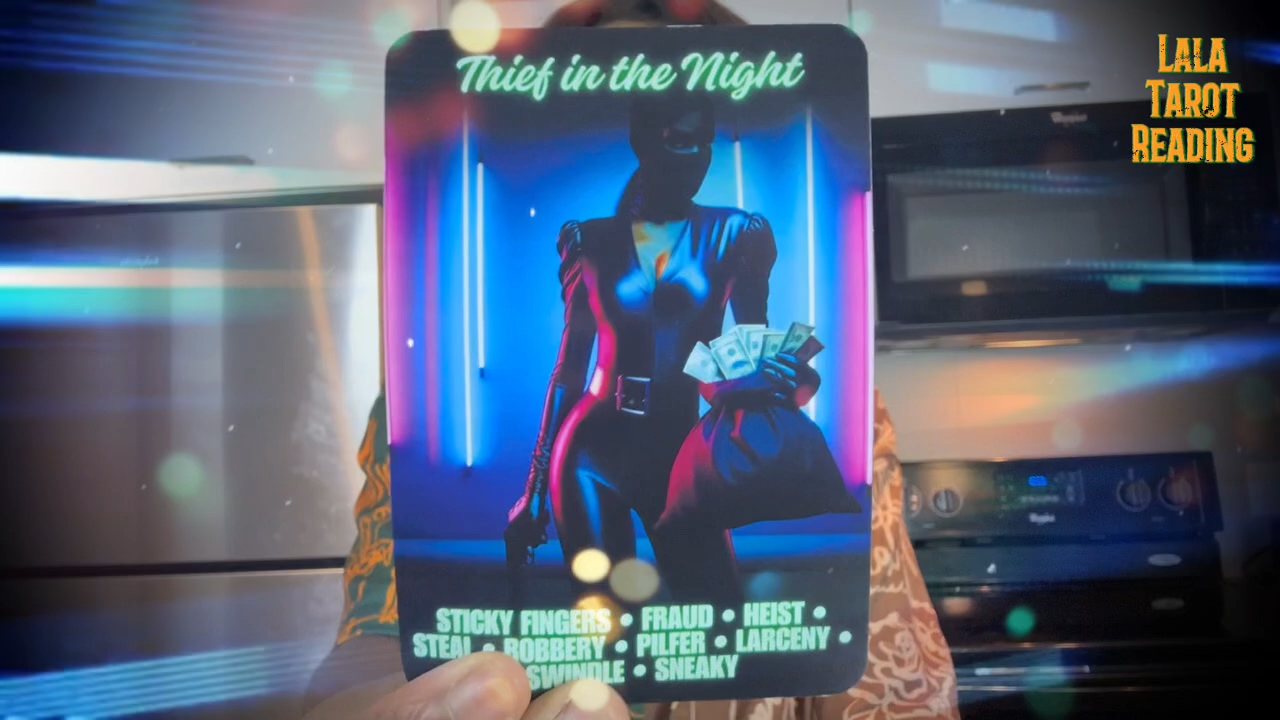 Thief in the Night
LALA
TAROT
READING
STICKY FINGERS • FRAUD • HEIST •
STEAL • ROBBERY • PILFER • LARCENY •
SWINDLE • SNEAKY